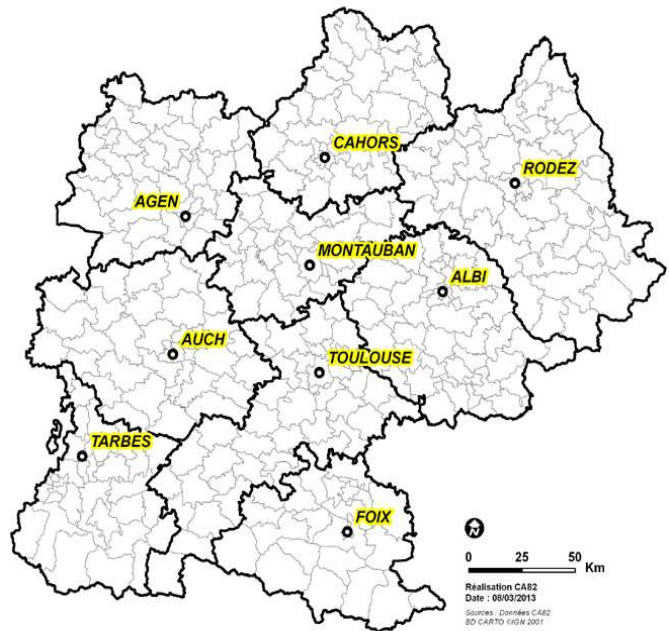 CAHORS
RODEZ
AGEN
MONTAUBAN
ALBI
AUCH
TOULOUSE
TARBES
FOIX
0 25 50 Km
Réalisation CA82
Date : 08/03/2013
Sources : Données CA82
BD CARTO ©IGN 2001